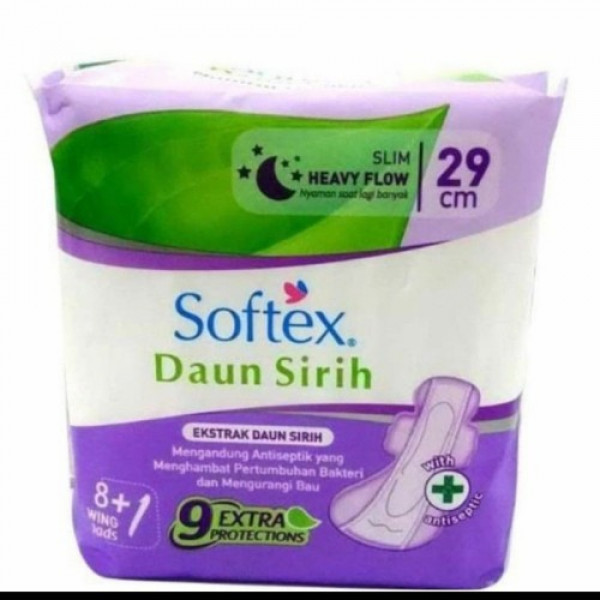 SLIM
HEAVY FLOW
Nyaman saat lagi banyak
29
cm
Softex®
Daun Sirih
EKSTRAK DAUN SIRIH
Mengandung Antiseptik yang
Menghambat Pertumbuhan Bakteri
dan Mengurangi Bau
8+1
WING
Pads
9 EXTRA
PROTECTIONS
with
antiseptic